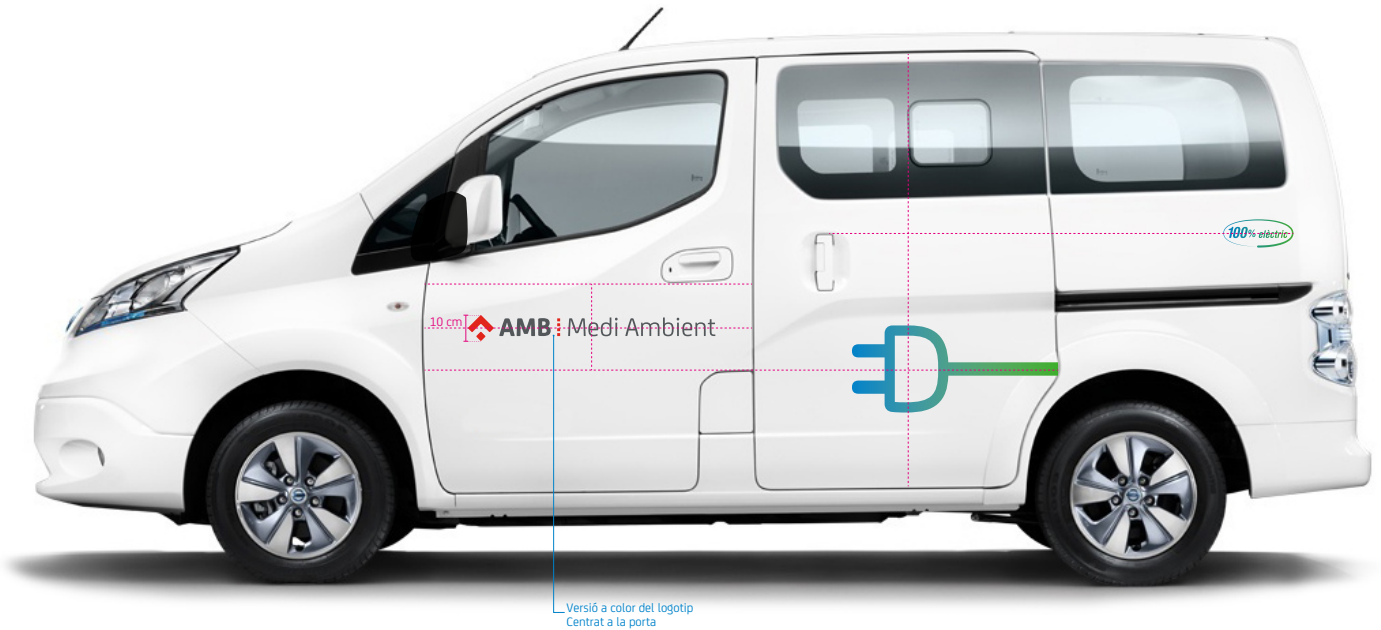 100% elèctric
10 cm AMB Medi Ambient
Versió a color del logotip
Centrat a la porta